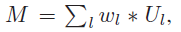 M = ∑_l w_l * U_l,